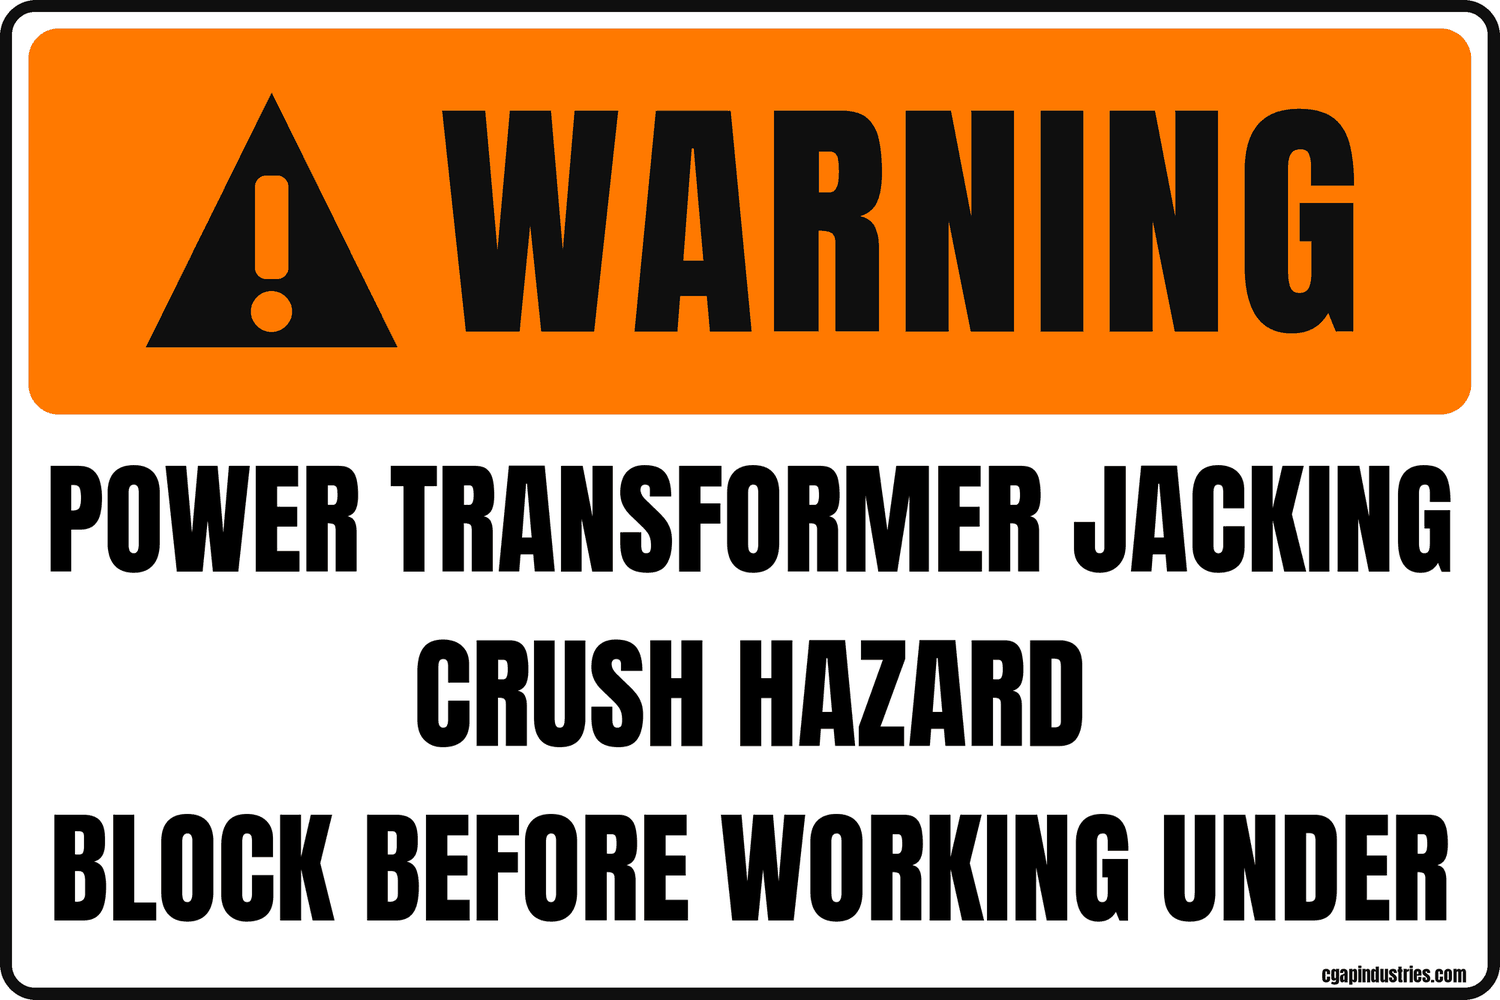 WARNING
POWER TRANSFORMER JACKING
CRUSH HAZARD
BLOCK BEFORE WORKING UNDER
cgapindustries.com